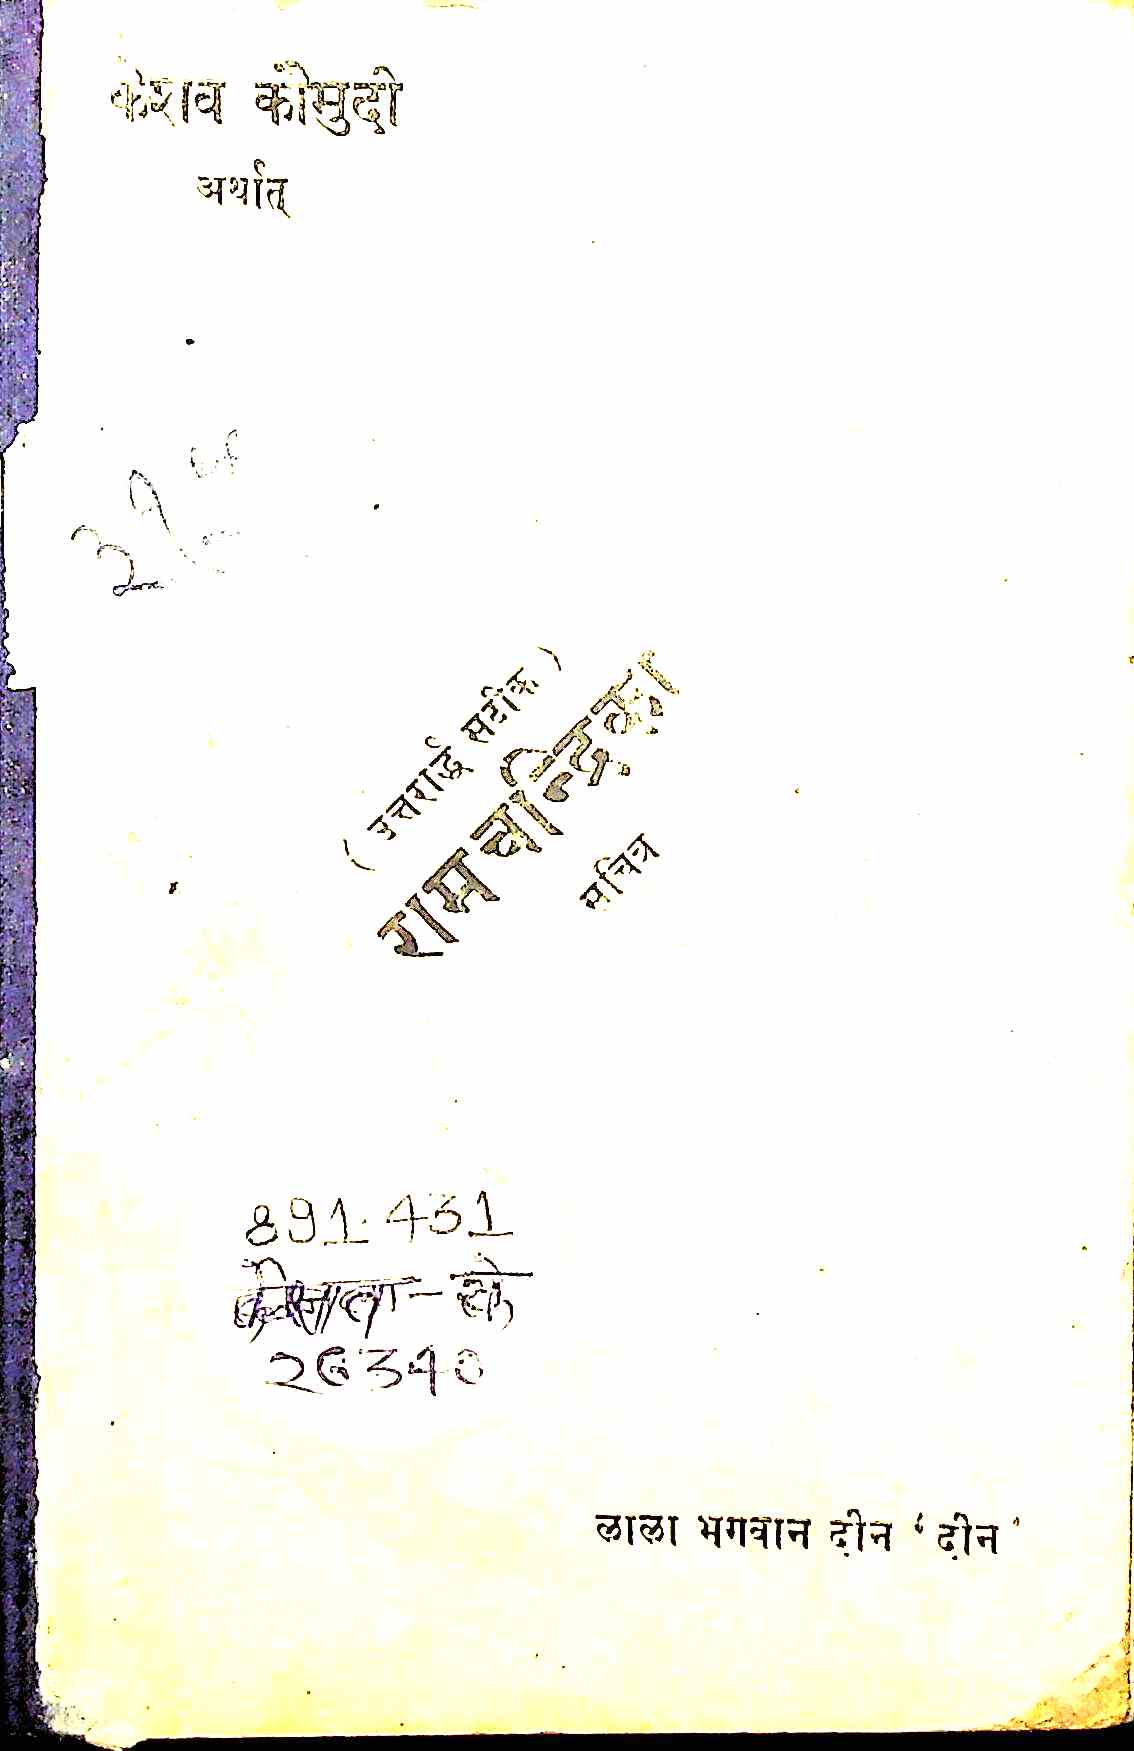 केशव कौमुदी
अर्थात्
( उत्तरार्द्ध सटीक )
रामचन्द्रिका
सचित्र
891.431
26340
लाला भगवान दीन ‘दीन’